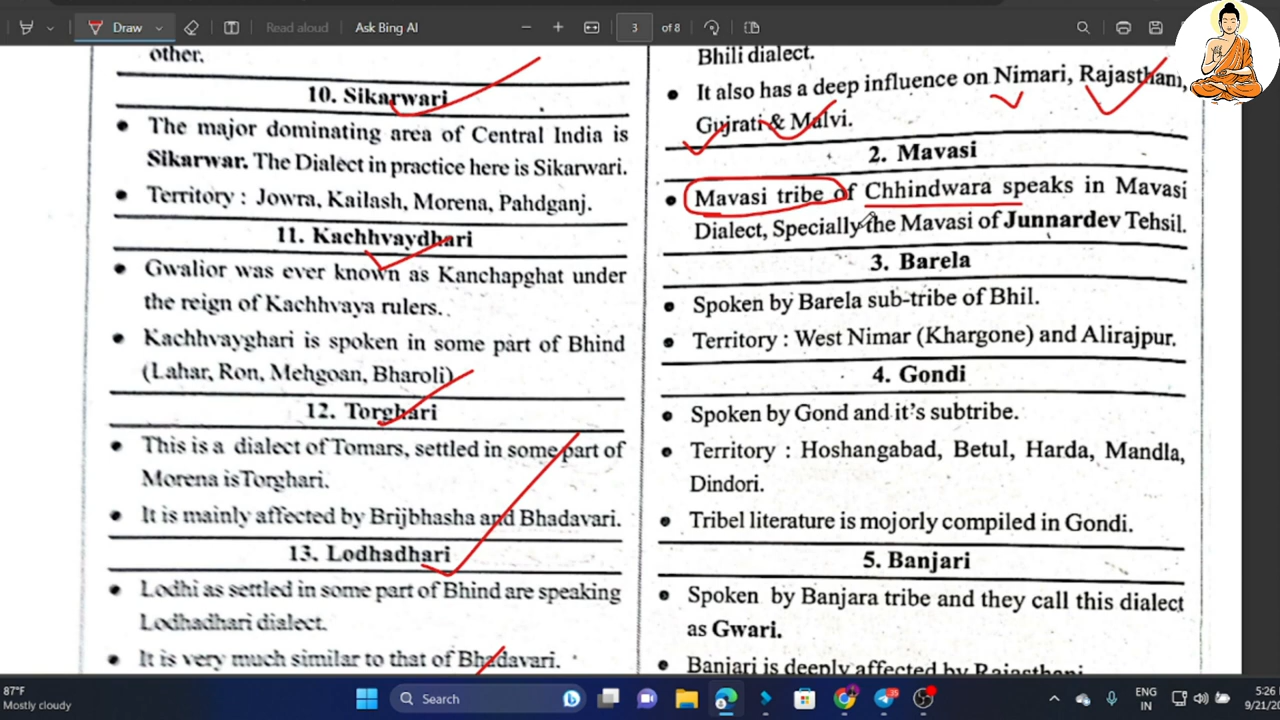 Draw
Read aloud
Ask Bing AI
3
of 8
other.
10. Sikarwari
The major dominating area of Central India is
Sikarwar. The Dialect in practice here is Sikarwari.
Territory : Jowra, Kailash, Morena, Pahdganj.
11. Kachhvaydhari
Gwalior was ever known as Kanchapghat under
the reign of Kachhvaya rulers.
Kachhvayghari is spoken in some part of Bhind
(Lahar, Ron, Mehgoan, Bharoli)
12. Torghari
This is a dialect of Tomars, settled in some part of
Morena is Torghari.
It is mainly affected by Brijbhasha and Bhadavari.
13. Lodhadhari
Lodhi as settled in some part of Bhind are speaking
Lodhadhari dialect.
It is very much similar to that of Bhadavari.
Bhili dialect.
It also has a deep influence on Nimari, Rajasthani,
Gujrati & Malvi.
2. Mavasi
Mavasi tribe of Chhindwara speaks in Mavasi
Dialect, Specially the Mavasi of Junnardev Tehsil.
3. Barela
Spoken by Barela sub-tribe of Bhil.
Territory : West Nimar (Khargone) and Alirajpur.
4. Gondi
Spoken by Gond and it's subtribe.
Territory : Hoshangabad, Betul, Harda, Mandla,
Dindori.
Tribel literature is mojorly compiled in Gondi.
5. Banjari
Spoken by Banjara tribe and they call this dialect
as Gwari.
Banjari is deeply affected by Rajasthani.
87°F
Mostly cloudy
Search
ENG
IN
5:26
9/21/20